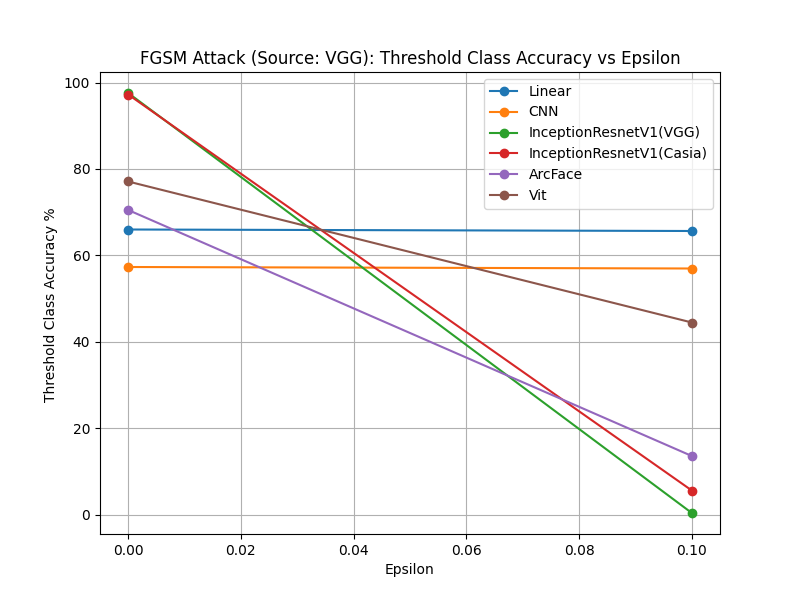 FGSM Attack (Source: VGG): Threshold Class Accuracy vs Epsilon
Threshold Class Accuracy %
100
80
60
40
20
0
Linear
CNN
InceptionResnetV1(VGG)
InceptionResnetV1(Casia)
ArcFace
Vit
0.00 0.02 0.04 0.06 0.08 0.10
Epsilon